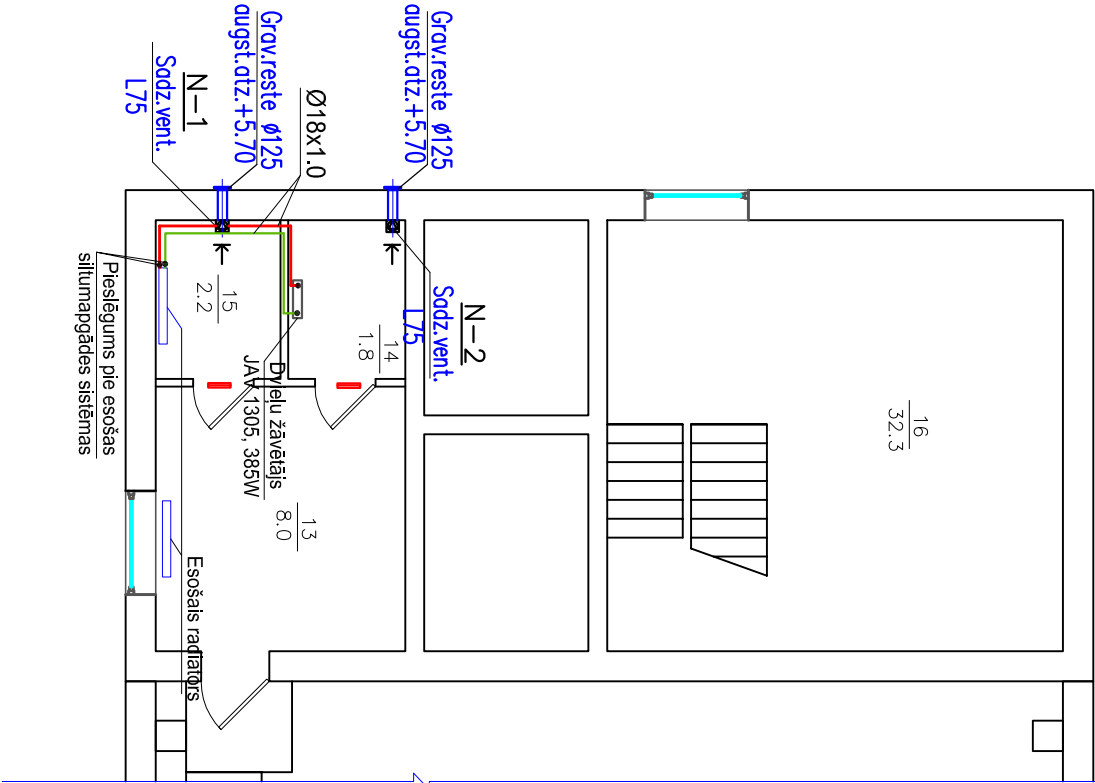 Grav.reste ø125
augst.atz.+5.70
Grav.reste ø125
augst.atz.+5.70
Ø18x1.0
N-1
Sadz.vent.
L75
N-2
Sadz.vent.
L75
15
2.2
14
1.8
16
32.3
13
8.0
Dvieļu žāvētājs
JAV 1305, 385W
Pieslēgums pie esošas
siltumapgādes sistēmas
Esošais radiators